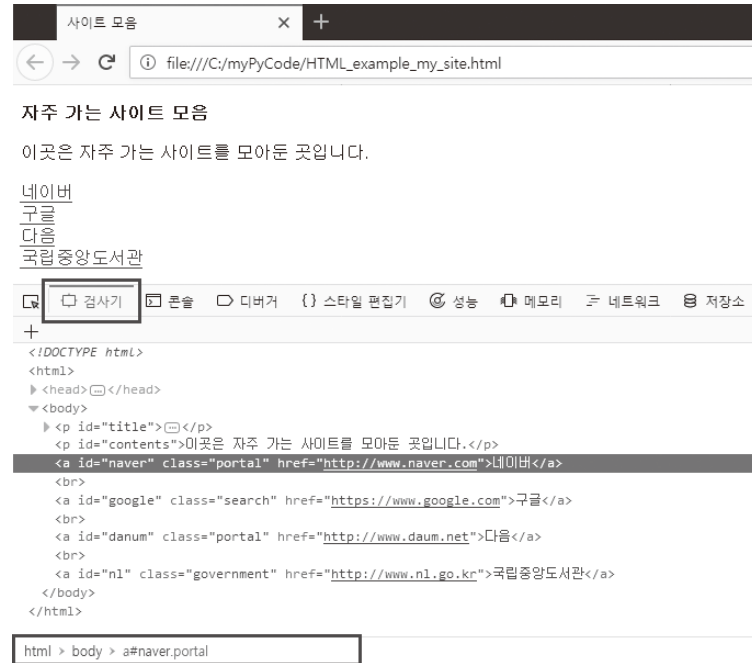 사이트 모음
file:///C:/myPyCode/HTML_example_my_site.html
자주 가는 사이트 모음
이곳은 자주 가는 사이트를 모아둔 곳입니다.
네이버
구글
다음
국립중앙도서관
검사기 콘솔 디버거 {} 스타일 편집기 성능 메모리 네트워크 저장소
<!DOCTYPE html>
<html>
<head></head>
<body>
<p id="title"></p>
<p id="contents">이곳은 자주 가는 사이트를 모아둔 곳입니다.</p>
<a id="naver" class="portal" href="http://www.naver.com">네이버</a>
<br>
<a id="google" class="search" href="https://www.google.com">구글</a>
<br>
<a id="danum" class="portal" href="http://www.daum.net">다음</a>
<br>
<a id="nl" class="government" href="http://www.nl.go.kr">국립중앙도서관</a>
</body>
</html>
html > body > a#naver.portal